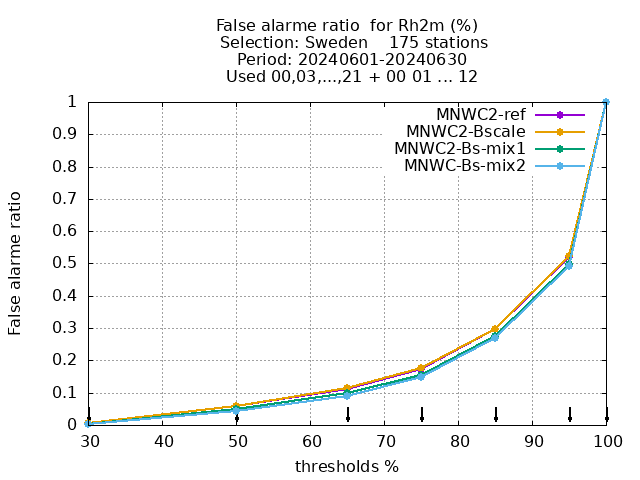 False alarme ratio  for Rh2m (%)
Selection: Sweden    175 stations
Period: 20240601-20240630
Used 00,03,...,21 + 00 01 ... 12
MNWC2-ref
MNWC2-Bscale
MNWC2-Bs-mix1
MNWC-Bs-mix2
False alarme ratio
1
0.9
0.8
0.7
0.6
0.5
0.4
0.3
0.2
0.1
0
30 40 50 60 70 80 90 100
thresholds %